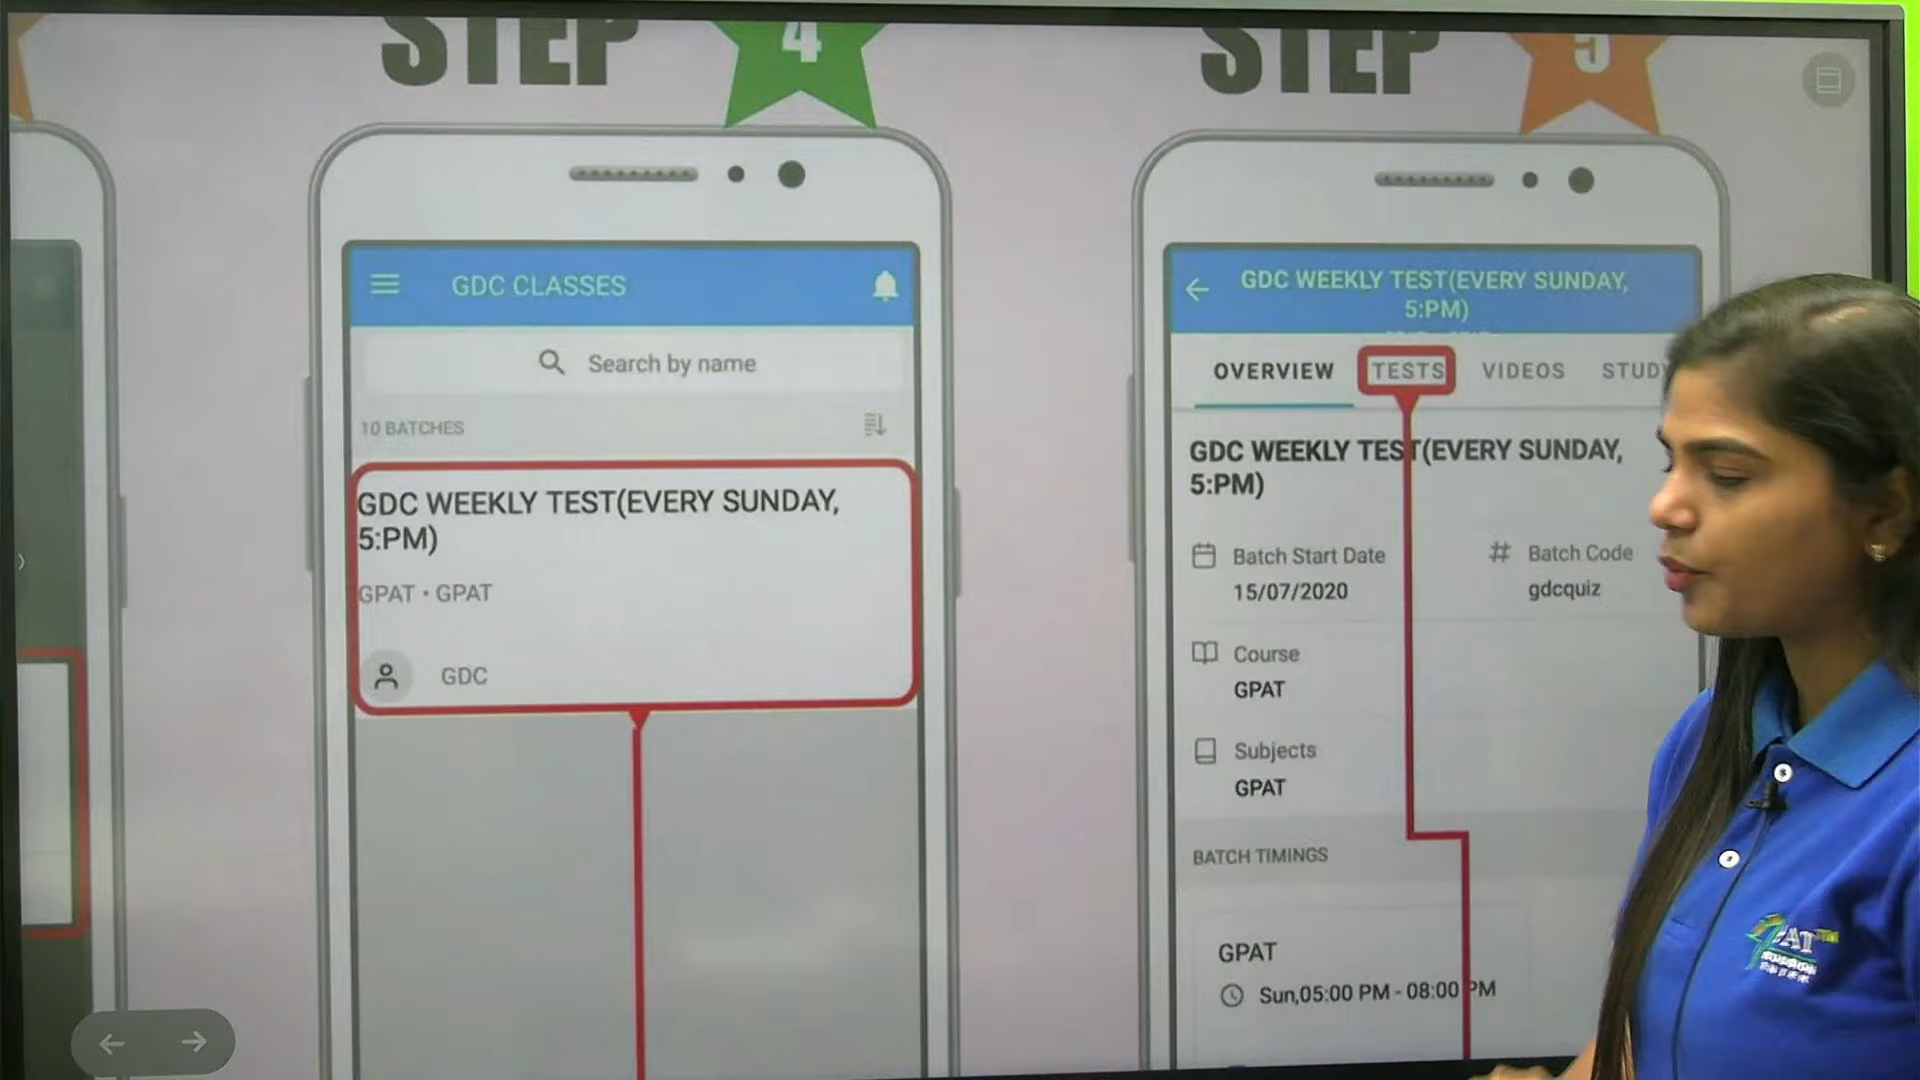 STEP 4
GDC CLASSES
Search by name
10 BATCHES
GDC WEEKLY TEST(EVERY SUNDAY,
5:PM)
GPAT • GPAT
GDC
STEP 5
GDC WEEKLY TEST(EVERY SUNDAY,
5:PM)
OVERVIEW TESTS VIDEOS
GDC WEEKLY TEST(EVERY SUNDAY,
5:PM)
Batch Start Date
15/07/2020
# Batch Code
gdcquiz
Course
GPAT
Subjects
GPAT
BATCH TIMINGS
GPAT
Sun,05:00 PM - 08:00 PM